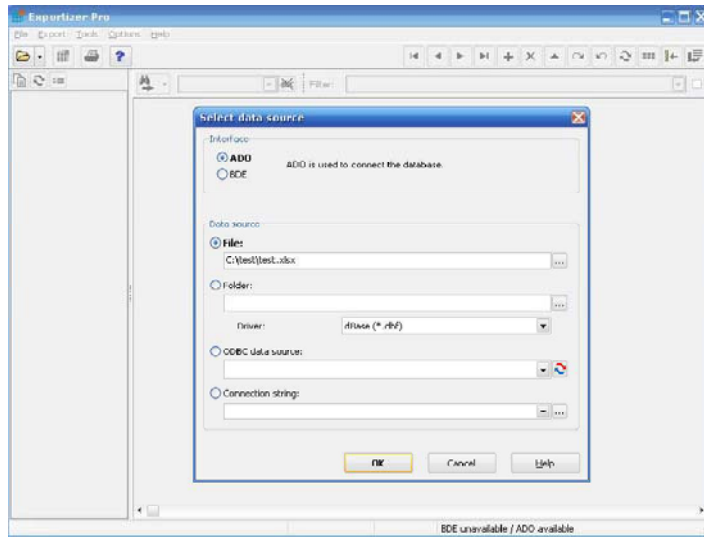 Exportizer Pro
File Export Tools Options Help
Filter:
Select data source
Interface
ADO
BDE
ADO is used to connect the database.
Data source
File:
C:\test\test.xlsx
...
Folder:
...
Driver:
dBase (*.dbf)
ODBC data source:
Connection string:
...
OK
Cancel
Help
BDE unavailable / ADO available